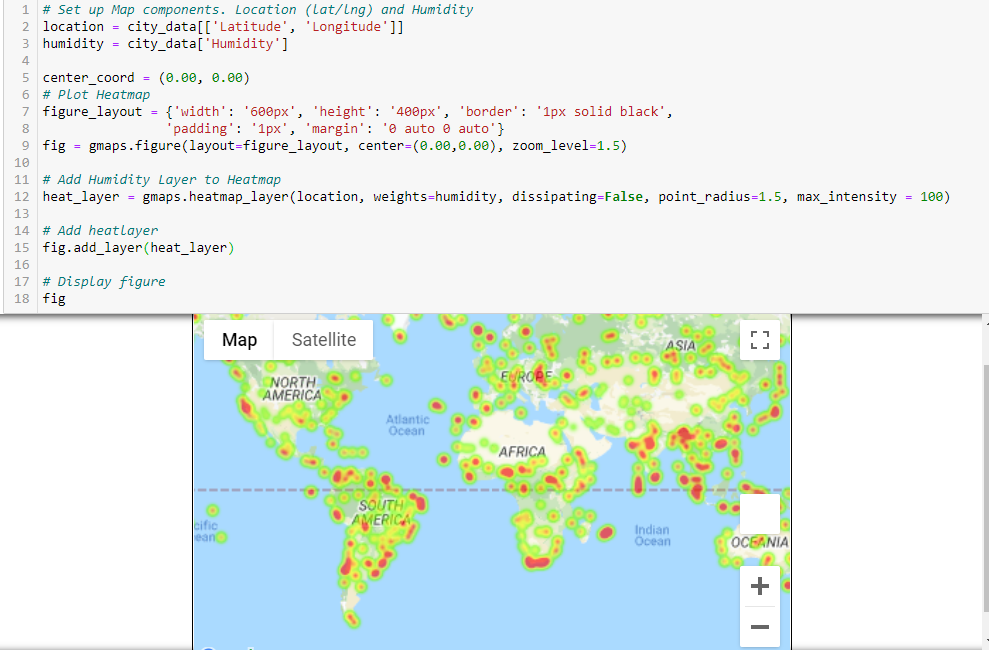 1 # Set up Map components. Location (lat/lng) and Humidity
2 location = city_data[['Latitude', 'Longitude']]
3 humidity = city_data['Humidity']
4
5 center_coord = (0.00, 0.00)
6 # Plot Heatmap
7 figure_layout = {'width': '600px', 'height': '400px', 'border': '1px solid black',
8 'padding': '1px', 'margin': '0 auto 0 auto'}
9 fig = gmaps.figure(layout=figure_layout, center=(0.00,0.00), zoom_level=1.5)
10
11 # Add Humidity Layer to Heatmap
12 heat_layer = gmaps.heatmap_layer(location, weights=humidity, dissipating=False, point_radius=1.5, max_intensity = 100)
13
14 # Add heatlayer
15 fig.add_layer(heat_layer)
16
17 # Display figure
18 fig
Map Satellite
ASIA
EUROPE
NORTH
AMERICA
Atlantic
Ocean
AFRICA
SOUTH
AMERICA
cific
ean
Indian
Ocean
OCEANIA
+
−